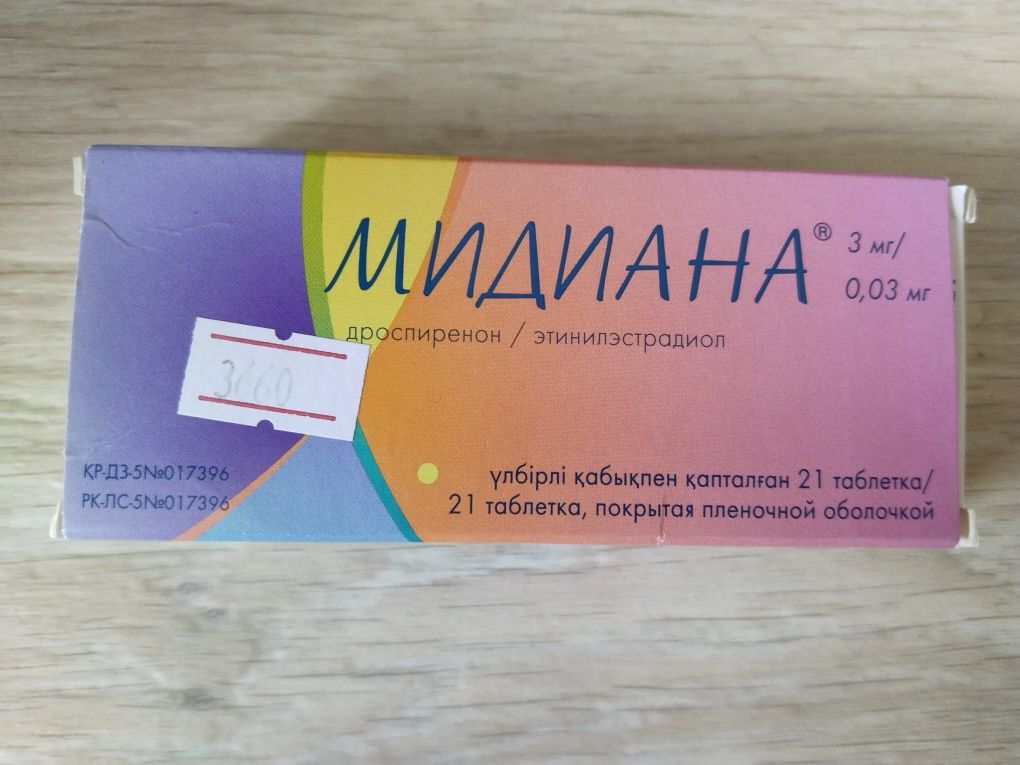 МИДИАНА® 3 мг/
0,03 мг
дроспиренон / этинилэстрадиол
ҚР-ДЗ-5№017396
РК-ЛС-5№017396
үлбірлі қабықпен қапталған 21 таблетка/
21 таблетка, покрытая пленочной оболочкой